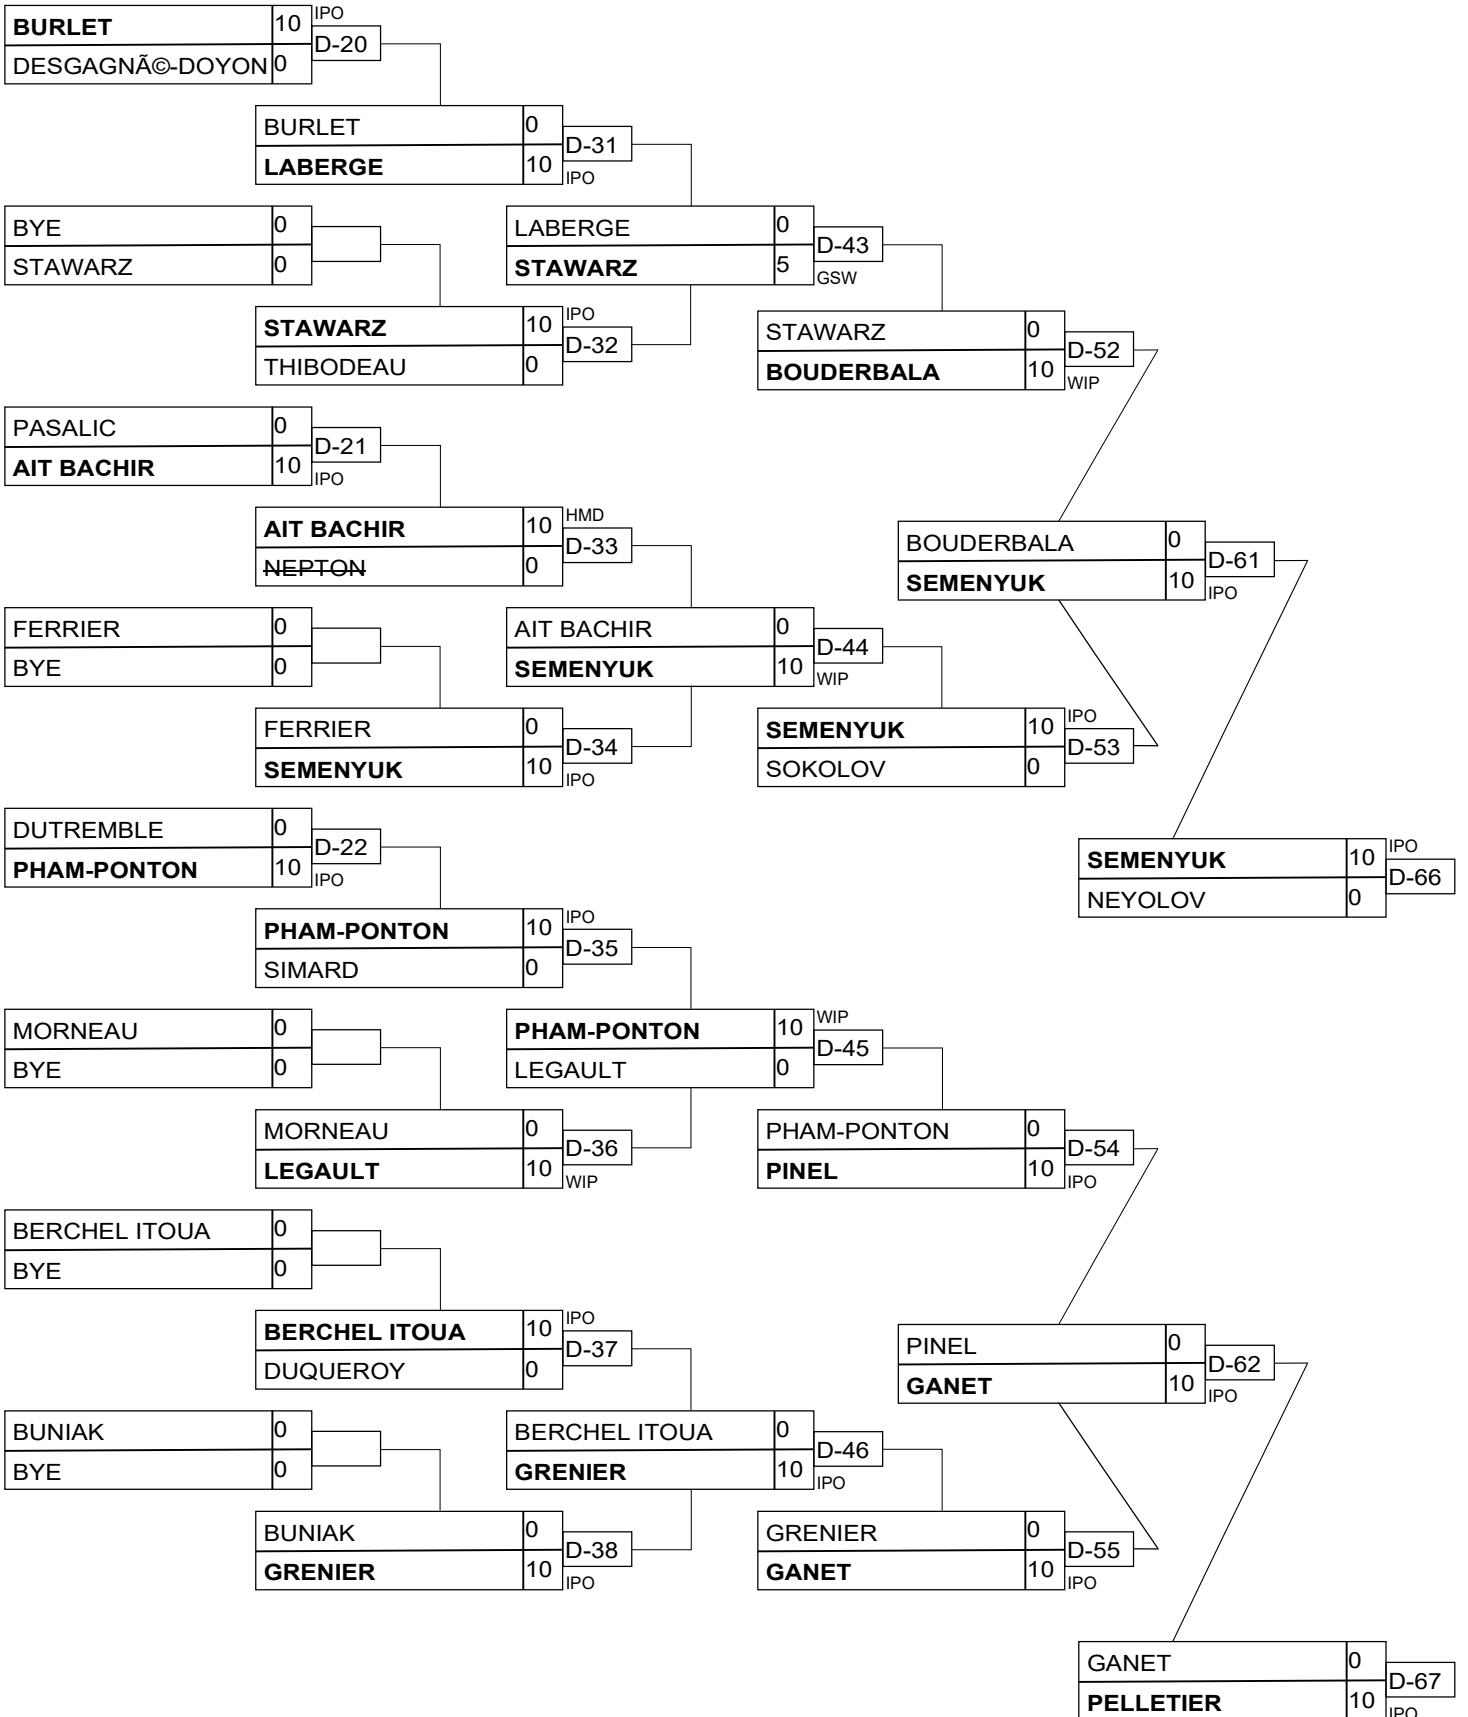 BURLET 10 IPO
D-20
DESGAGNÃ©-DOYON 0
BURLET 0
D-31
LABERGE 10 IPO
BYE 0
STAWARZ 0
LABERGE 0
D-43
STAWARZ 5 GSW
STAWARZ 10 IPO
D-32
THIBODEAU 0
STAWARZ 0
D-52
BOUDERBALA 10 WIP
PASALIC 0
D-21
AIT BACHIR 10 IPO
AIT BACHIR 10 HMD
D-33
NEPTON 0
BOUDERBALA 0
D-61
SEMENYUK 10 IPO
FERRIER 0
BYE 0
AIT BACHIR 0
D-44
SEMENYUK 10 WIP
FERRIER 0
D-34
SEMENYUK 10 IPO
SEMENYUK 10 IPO
D-53
SOKOLOV 0
DUTREMBLE 0
D-22
PHAM-PONTON 10 IPO
SEMENYUK 10 IPO
D-66
NEYOLOV 0
PHAM-PONTON 10 IPO
D-35
SIMARD 0
MORNEAU 0
BYE 0
PHAM-PONTON 10 WIP
D-45
LEGAULT 0
MORNEAU 0
D-36
LEGAULT 10 WIP
PHAM-PONTON 0
D-54
PINEL 10 IPO
BERCHEL ITOUA 0
BYE 0
BERCHEL ITOUA 10 IPO
D-37
DUQUEROY 0
PINEL 0
D-62
GANET 10 IPO
BUNIAK 0
BYE 0
BERCHEL ITOUA 0
D-46
GRENIER 10 IPO
BUNIAK 0
D-38
GRENIER 10 IPO
GRENIER 0
D-55
GANET 10 IPO
GANET 0
D-67
PELLETIER 10 IPO